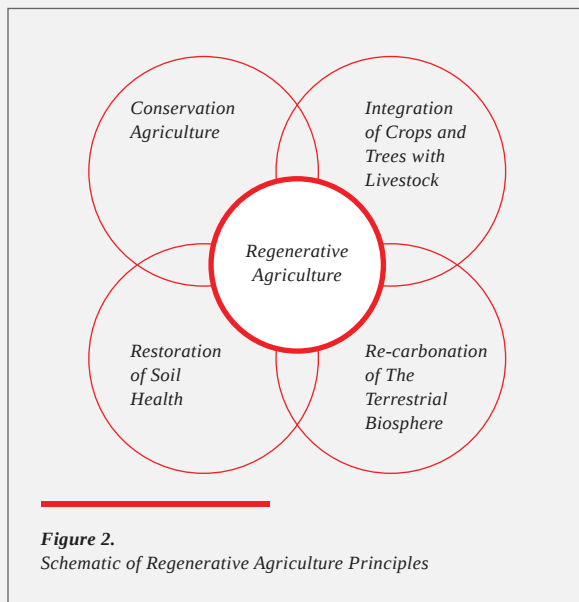 Conservation
Agriculture
Integration
of Crops and
Trees with
Livestock
Regenerative
Agriculture
Restoration
of Soil
Health
Re-carbonation
of The
Terrestrial
Biosphere
Figure 2.
Schematic of Regenerative Agriculture Principles